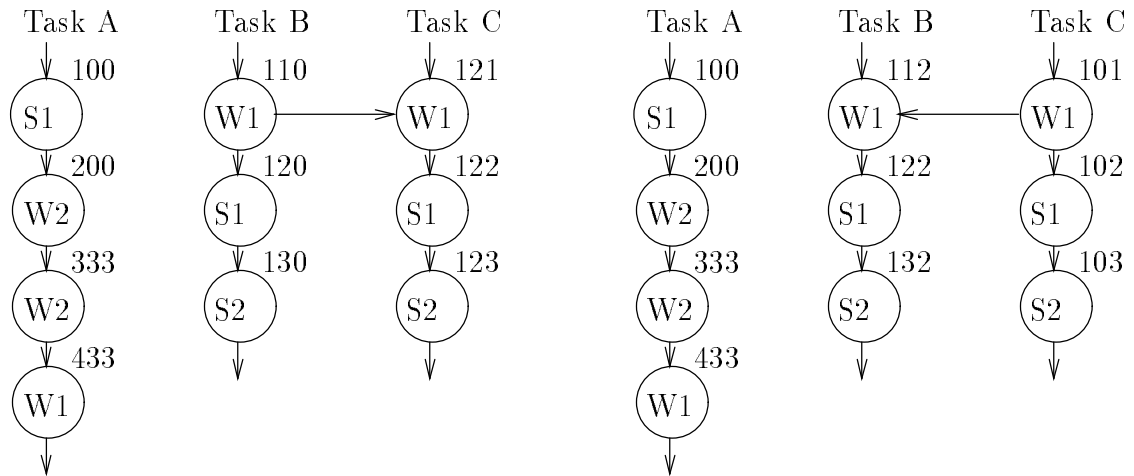 Task A Task B Task C Task A Task B Task C
100 110 121 100 112 101
S1 W1 W1 S1 W1 W1
200 120 122 200 122 102
W2 S1 S1 W2 S1 S1
333 130 123 333 132 103
W2 S2 S2 W2 S2 S2
433 433
W1 W1